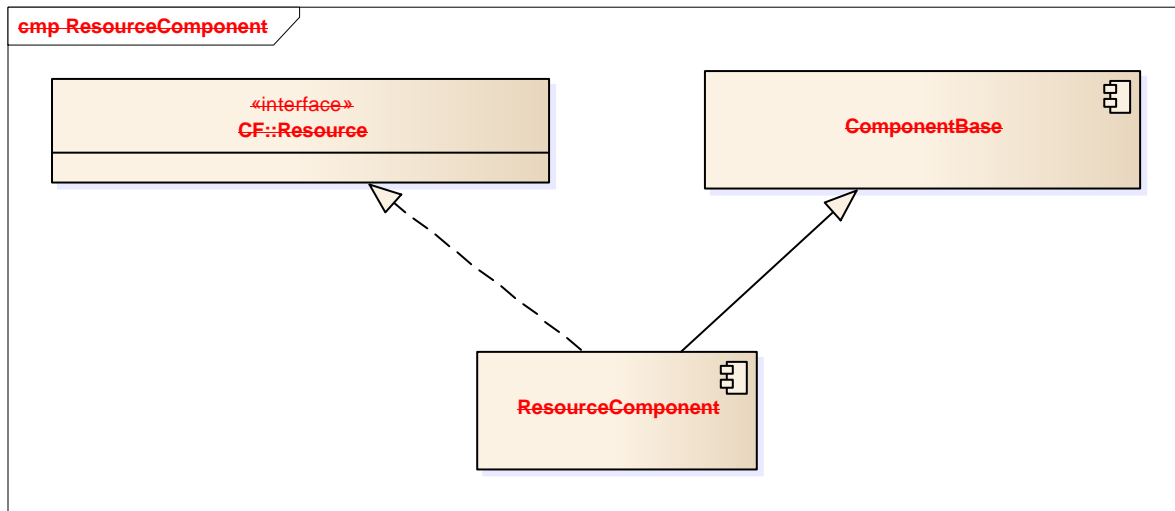 cmp ResourceComponent
«interface»
CF::Resource
ComponentBase
ResourceComponent